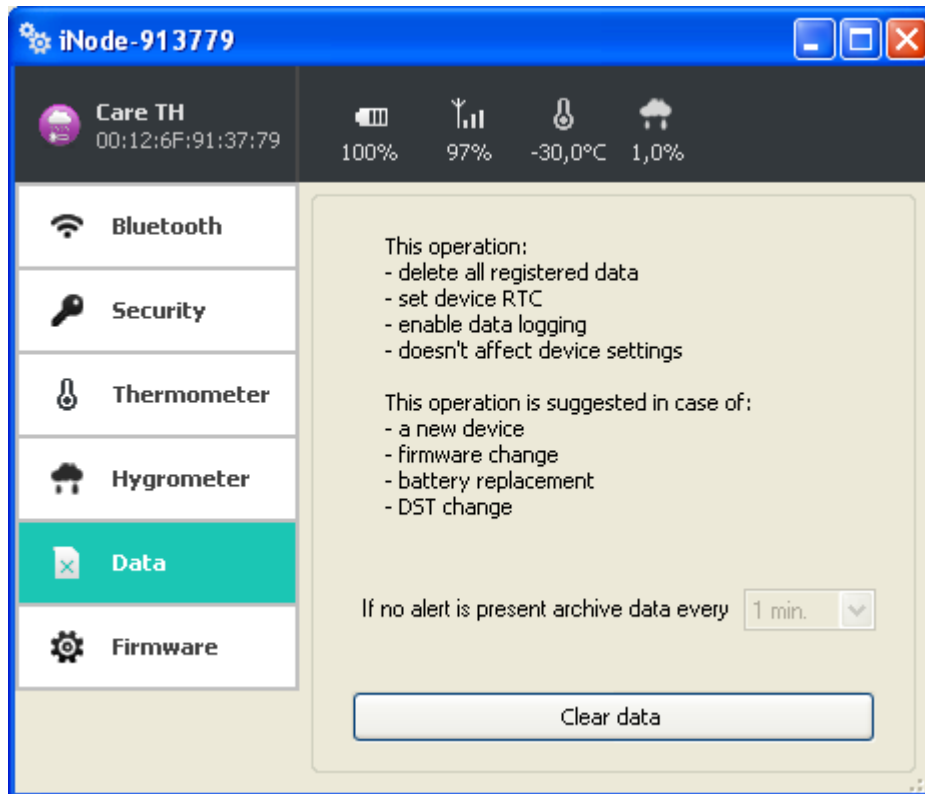 iNode-913779
Care TH
00:12:6F:91:37:79
100%
97%
-30,0°C
1,0%
Bluetooth
Security
Thermometer
Hygrometer
Data
Firmware
This operation:
- delete all registered data
- set device RTC
- enable data logging
- doesn't affect device settings
This operation is suggested in case of:
- a new device
- firmware change
- battery replacement
- DST change
If no alert is present archive data every
1 min.
Clear data